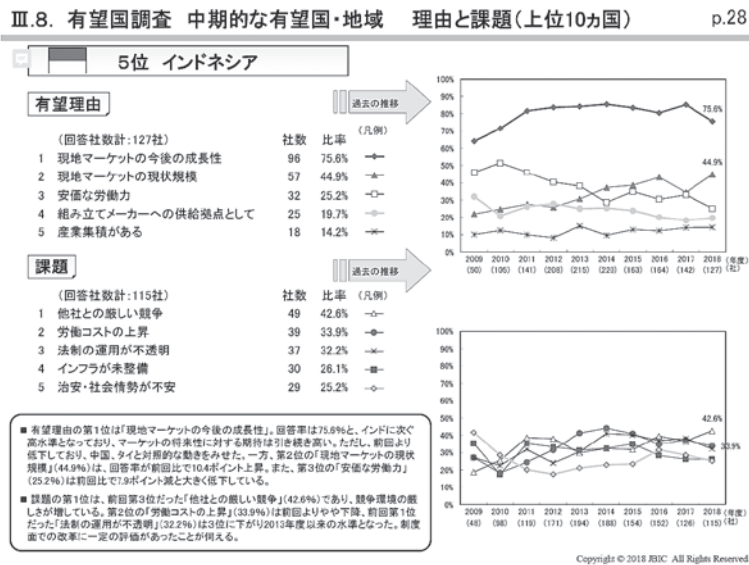 Ⅲ.8. 有望国調査 中期的な有望国・地域 理由と課題(上位10ヵ国)
p.28
5位 インドネシア
有望理由
過去の推移
(回答社数計:127社) 社数 比率 (凡例)
1 現地マーケットの今後の成長性 96 75.6%
2 現地マーケットの現状規模 57 44.9%
3 安価な労働力 32 25.2%
4 組み立てメーカーへの供給拠点として 25 19.7%
5 産業集積がある 18 14.2%
100%
90%
80%
70%
60%
50%
40%
30%
20%
10%
0%
75.6%
44.9%
2009 2010 2011 2012 2013 2014 2015 2016 2017 2018 (年度)
(50) (106) (141) (208) (215) (220) (163) (164) (142) (127) (社)
課題
過去の推移
(回答社数計:115社) 社数 比率 (凡例)
1 他社との厳しい競争 49 42.6%
2 労働コストの上昇 39 33.9%
3 法制の運用が不透明 37 32.2%
4 インフラが未整備 30 26.1%
5 治安・社会情勢が不安 29 25.2%
100%
90%
80%
70%
60%
50%
40%
30%
20%
10%
0%
42.6%
33.9%
2009 2010 2011 2012 2013 2014 2015 2016 2017 2018 (年度)
(48) (98) (119) (171) (194) (188) (154) (152) (126) (115) (社)
■ 有望理由の第1位は「現地マーケットの今後の成長性」。回答率は75.6%と、インドに次ぐ
高水準となっており、マーケットの将来性に対する期待は引き続き高い。ただし、前回より
低下しており、中国、タイと対照的な動きをみせた。一方、第2位の「現地マーケットの現状
規模」(44.9%)は、回答率が前回比で10.4ポイント上昇。また、第3位の「安価な労働力」
(25.2%)は前回比で7.9ポイント減と大きく低下している。
■ 課題の第1位は、前回第3位だった「他社との厳しい競争」(42.6%)であり、競争環境の厳
しさが増している。第2位の「労働コストの上昇」(33.9%)は前回よりやや下降、前回第1位
だった「法制の運用が不透明」(32.2%)は3位に下がり2013年度以来の水準となった。制度
面での改革に一定の評価があったことが伺える。
Copyright © 2018 JBIC All Rights Reserved